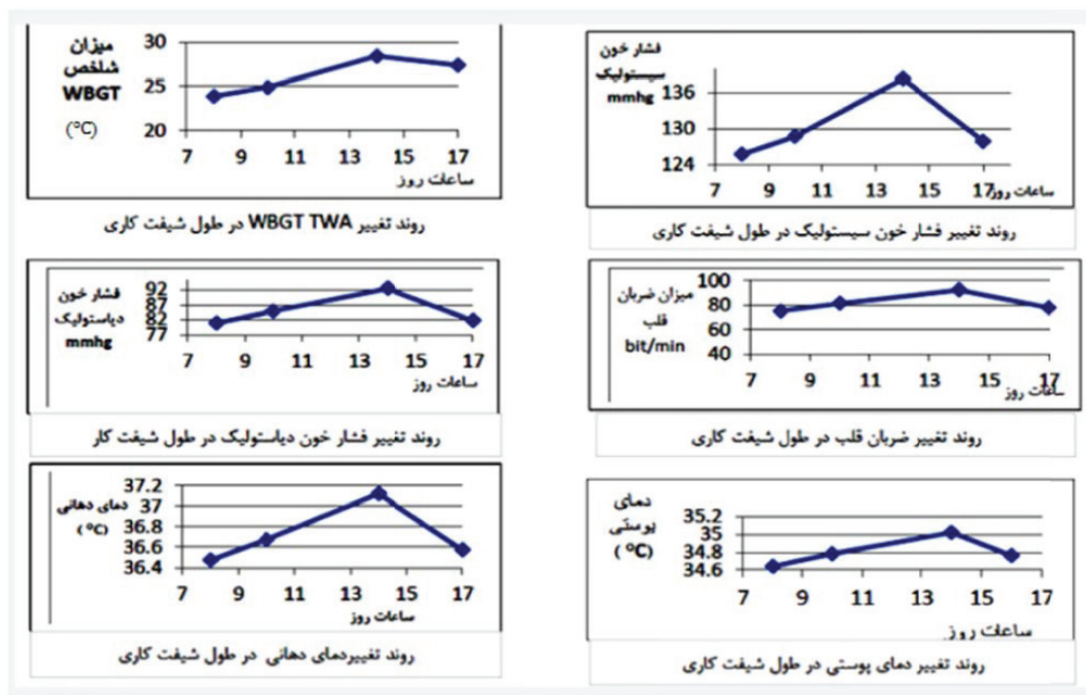 میزان
شاخص
WBGT
(°C)
30
25
20
7 9 11 13 15 17
ساعات روز
روند تغییر WBGT TWA در طول شیفت کاری
فشار خون
سیستولیک
mmhg
136
130
124
7 9 11 13 15 17
ساعات روز
روند تغییر فشار خون سیستولیک در طول شیفت کاری
فشار خون
دیاستولیک
mmhg
92
87
82
77
7 9 11 13 15 17
ساعات روز
روند تغییر فشار خون دیاستولیک در طول شیفت کار
میزان ضربان
قلب
bit/min
100
80
60
40
7 9 11 13 15 17
ساعات روز
روند تغییر ضربان قلب در طول شیفت کاری
دمای دهانی
(°C)
37.2
37
36.8
36.6
36.4
7 9 11 13 15 17
ساعات روز
روند تغییردمای دهانی در طول شیفت کاری
دمای
پوستی
(°C)
35.2
35
34.8
34.6
7 9 11 13 15 17
ساعات روز
روند تغییر دمای پوستی در طول شیفت کاری